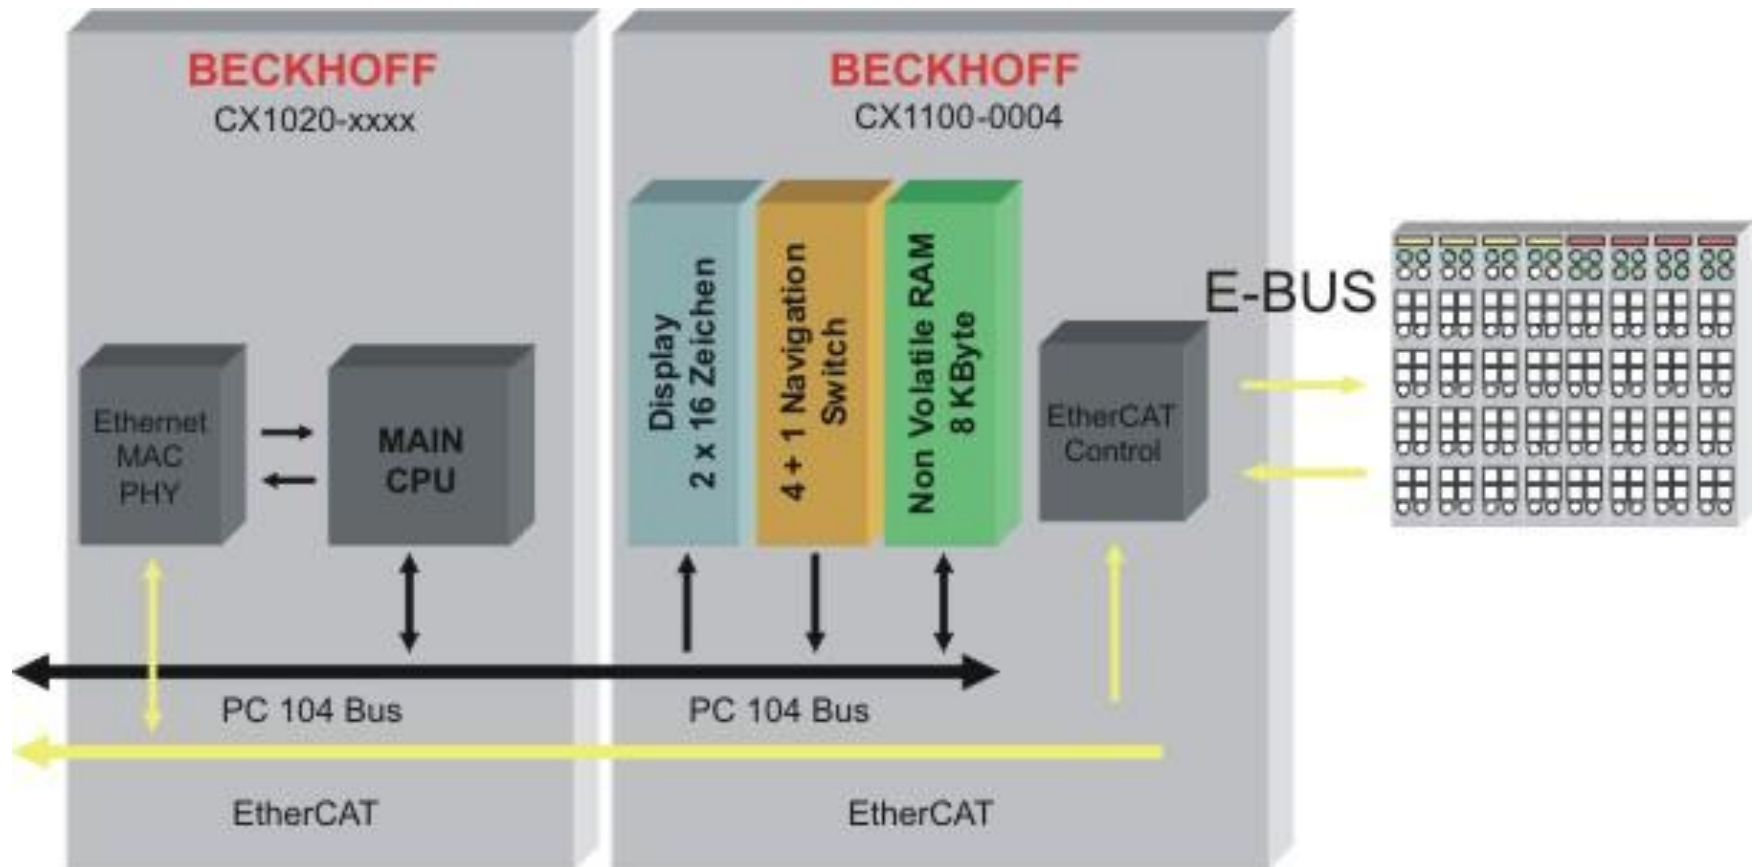 BECKHOFF
CX1020-xxxx
Ethernet
MAC
PHY
MAIN
CPU
PC 104 Bus
EtherCAT
BECKHOFF
CX1100-0004
Display
2 x 16 Zeichen
4 + 1 Navigation
Switch
Non Volatile RAM
8 KByte
EtherCAT
Control
PC 104 Bus
EtherCAT
E-BUS